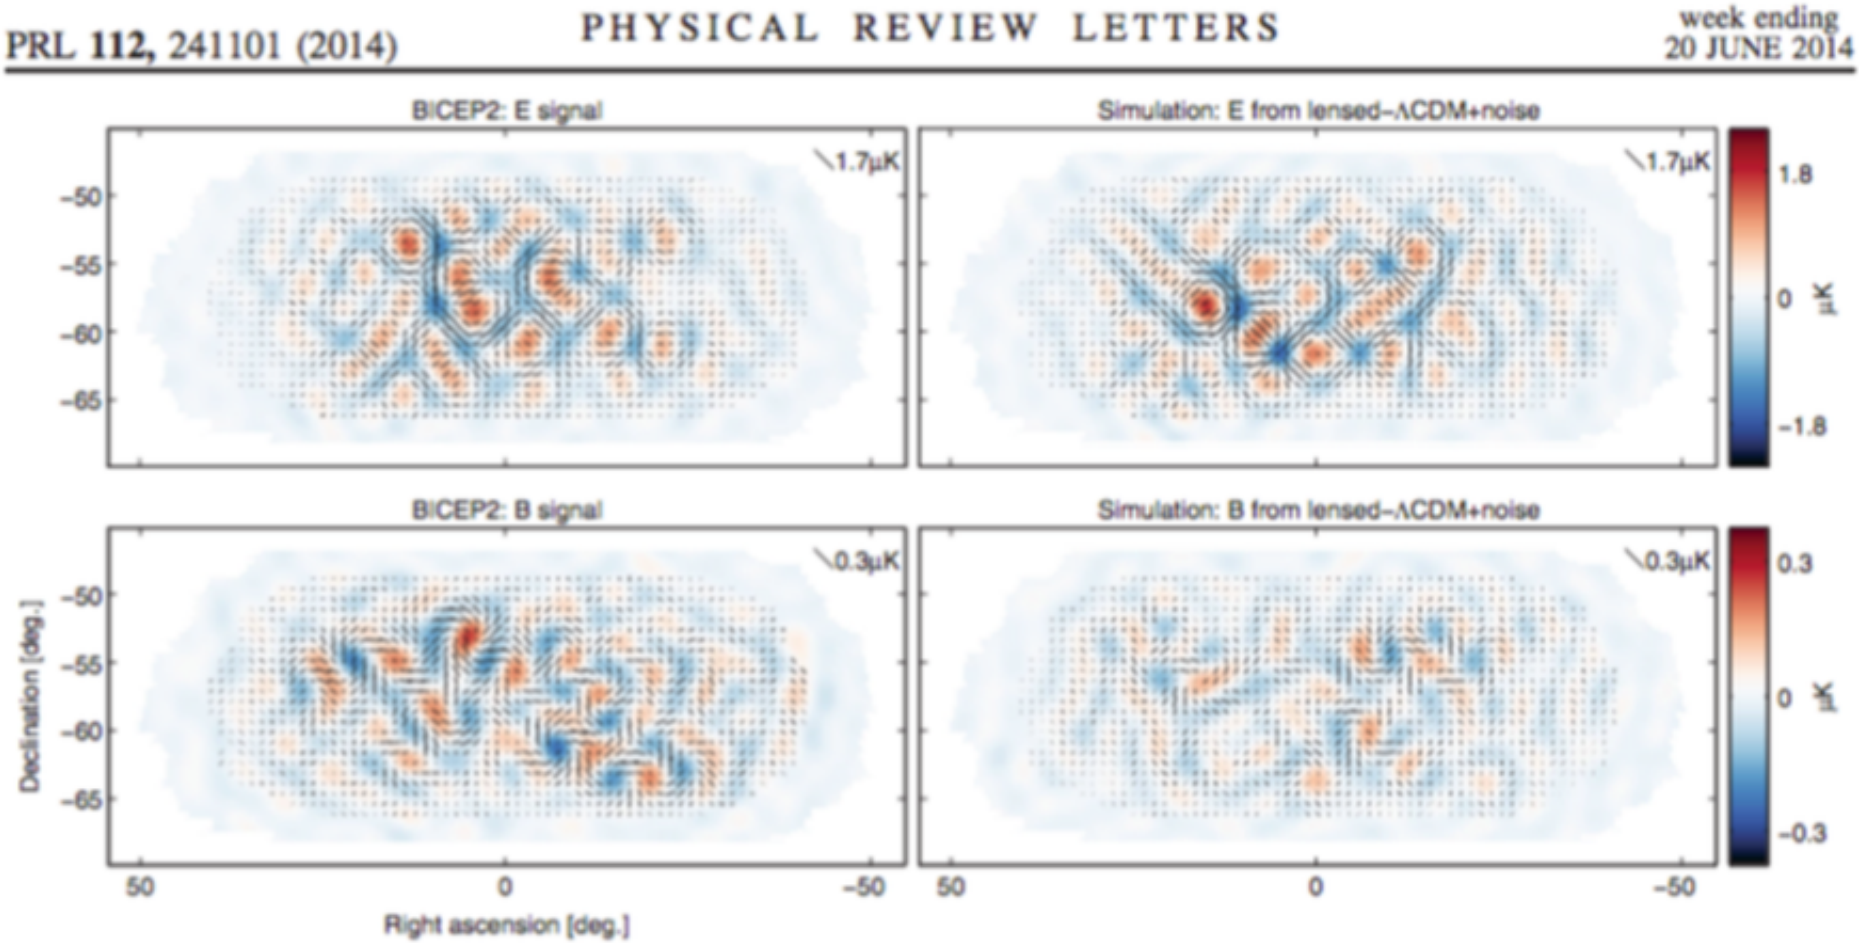 PRL 112, 241101 (2014)
PHYSICAL REVIEW LETTERS
week ending
20 JUNE 2014
BICEP2: E signal
Simulation: E from lensed−ΛCDM+noise
1.7μK
1.7μK
−50
−55
−60
−65
1.8
0
−1.8
μK
BICEP2: B signal
Simulation: B from lensed−ΛCDM+noise
0.3μK
0.3μK
−50
−55
−60
−65
Declination [deg.]
0.3
0
−0.3
μK
50
0
−50
50
0
−50
Right ascension [deg.]